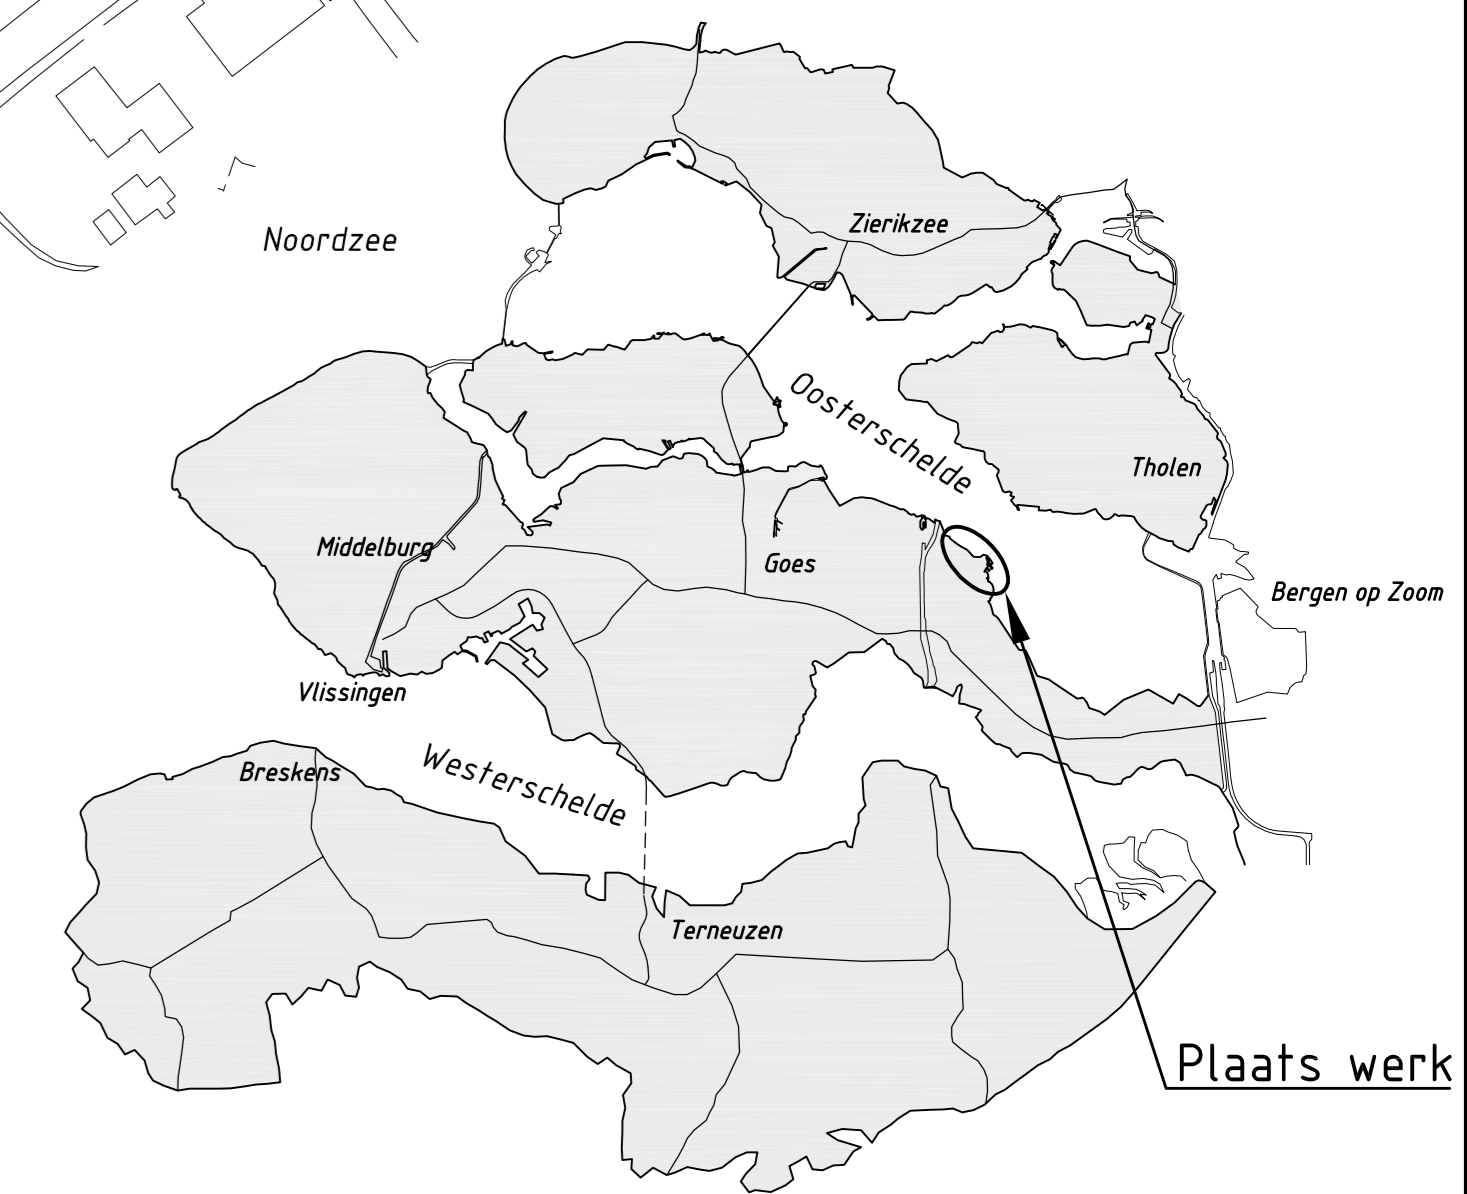 Zierikzee
Noordzee
Oosterschelde
Tholen
Middelburg
Goes
Bergen op Zoom
Vlissingen
Westerschelde
Breskens
Terneuzen
Plaats werk